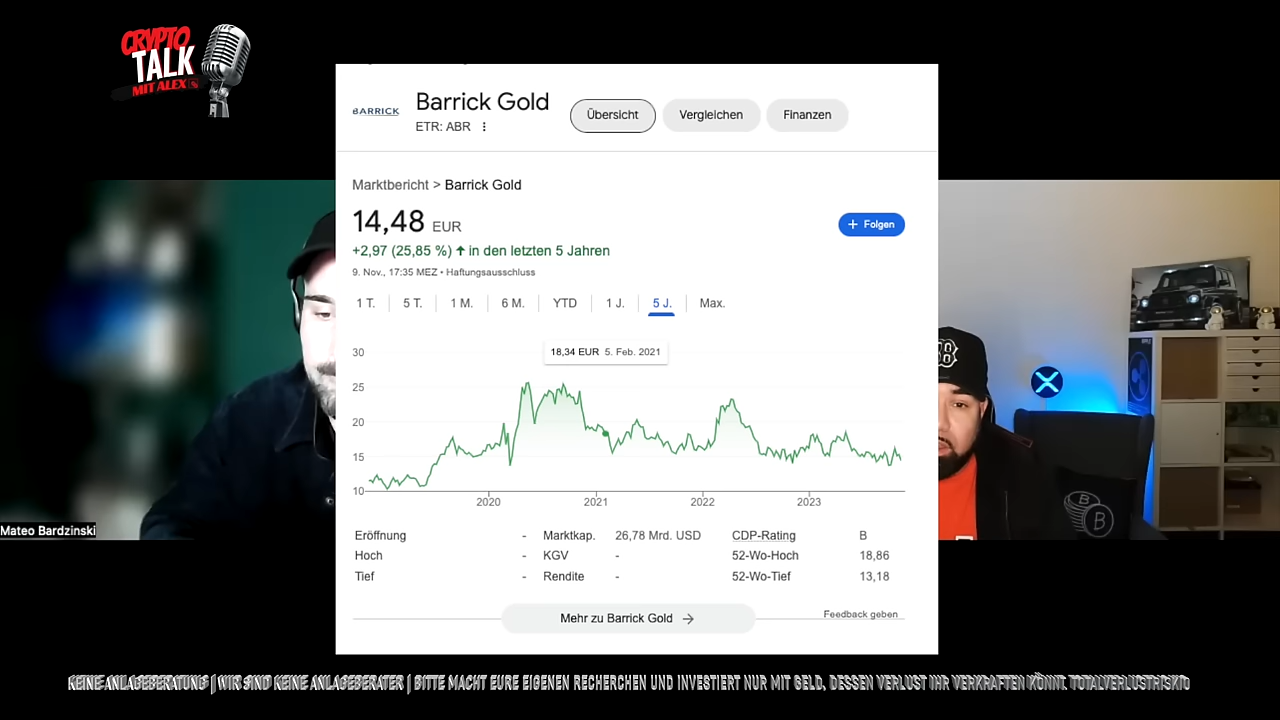 CRYPTO
TALK
MIT ALEX
BARRICK
Barrick Gold
ETR: ABR
Übersicht
Vergleichen
Finanzen
Marktbericht > Barrick Gold
14,48 EUR
+ Folgen
+2,97 (25,85 %) ↑ in den letzten 5 Jahren
9. Nov., 17:35 MEZ • Haftungsausschluss
1 T. 5 T. 1 M. 6 M. YTD 1 J. 5 J. Max.
18,34 EUR 5. Feb. 2021
30
25
20
15
10
2020 2021 2022 2023
Eröffnung - Marktkap. 26,78 Mrd. USD CDP-Rating B
Hoch - KGV - 52-Wo-Hoch 18,86
Tief - Rendite - 52-Wo-Tief 13,18
Mehr zu Barrick Gold →
Feedback geben
Mateo Bardzinski
B
B
KEINE ANLAGEBERATUNG | WIR SIND KEINE ANLAGEBERATER | BITTE MACHT EURE EIGENEN RECHERCHEN UND INVESTIERT NUR MIT GELD, DESSEN VERLUST IHR VERKRAFTEN KÖNNT. TOTALVERLUSTRISIKO